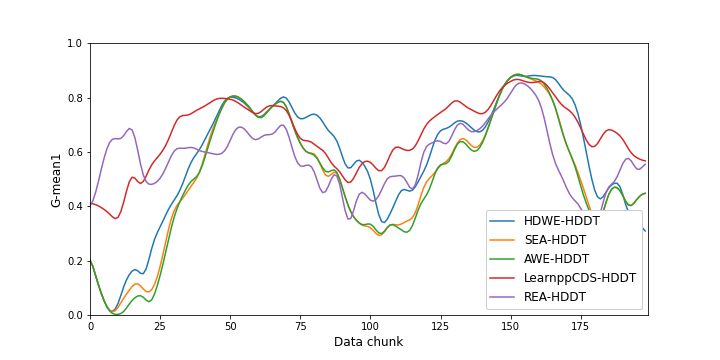 1.0
0.8
0.6
0.4
0.2
0.0
G-mean1
0 25 50 75 100 125 150 175
Data chunk
HDWE-HDDT
SEA-HDDT
AWE-HDDT
LearnppCDS-HDDT
REA-HDDT